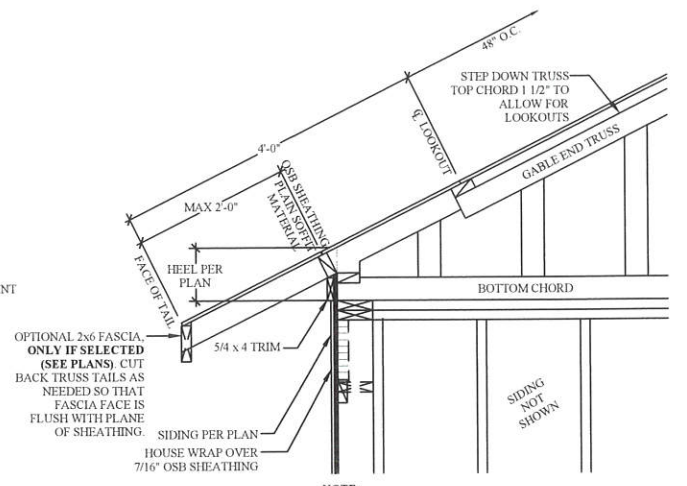 48" O.C.
STEP DOWN TRUSS
TOP CHORD 1 1/2" TO
ALLOW FOR
LOOKOUTS
℄ LOOKOUT
GABLE END TRUSS
4'-0"
OSB SHEATHING
PLAIN SOFFIT
MATERIAL
MAX 2'-0"
FACE OF TAIL
HEEL PER
PLAN
NT
BOTTOM CHORD
OPTIONAL 2x6 FASCIA,
ONLY IF SELECTED
(SEE PLANS). CUT
BACK TRUSS TAILS AS
NEEDED SO THAT
FASCIA FACE IS
FLUSH WITH PLANE
OF SHEATHING.
5/4 x 4 TRIM
SIDING
NOT
SHOWN
SIDING PER PLAN
HOUSE WRAP OVER
7/16" OSB SHEATHING